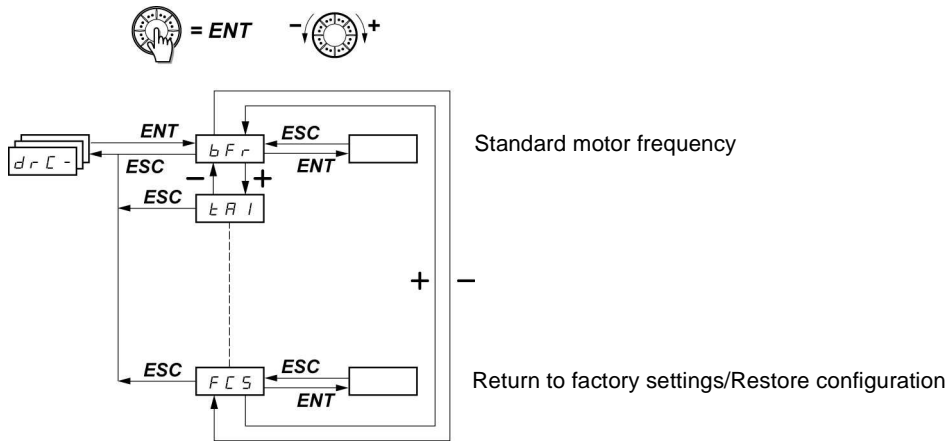 = ENT
- +
ENT
ESC
drC-
bFr
ESC
ENT
Standard motor frequency
- +
ESC
tAI
+ -
ESC
FCS
ESC
ENT
Return to factory settings/Restore configuration